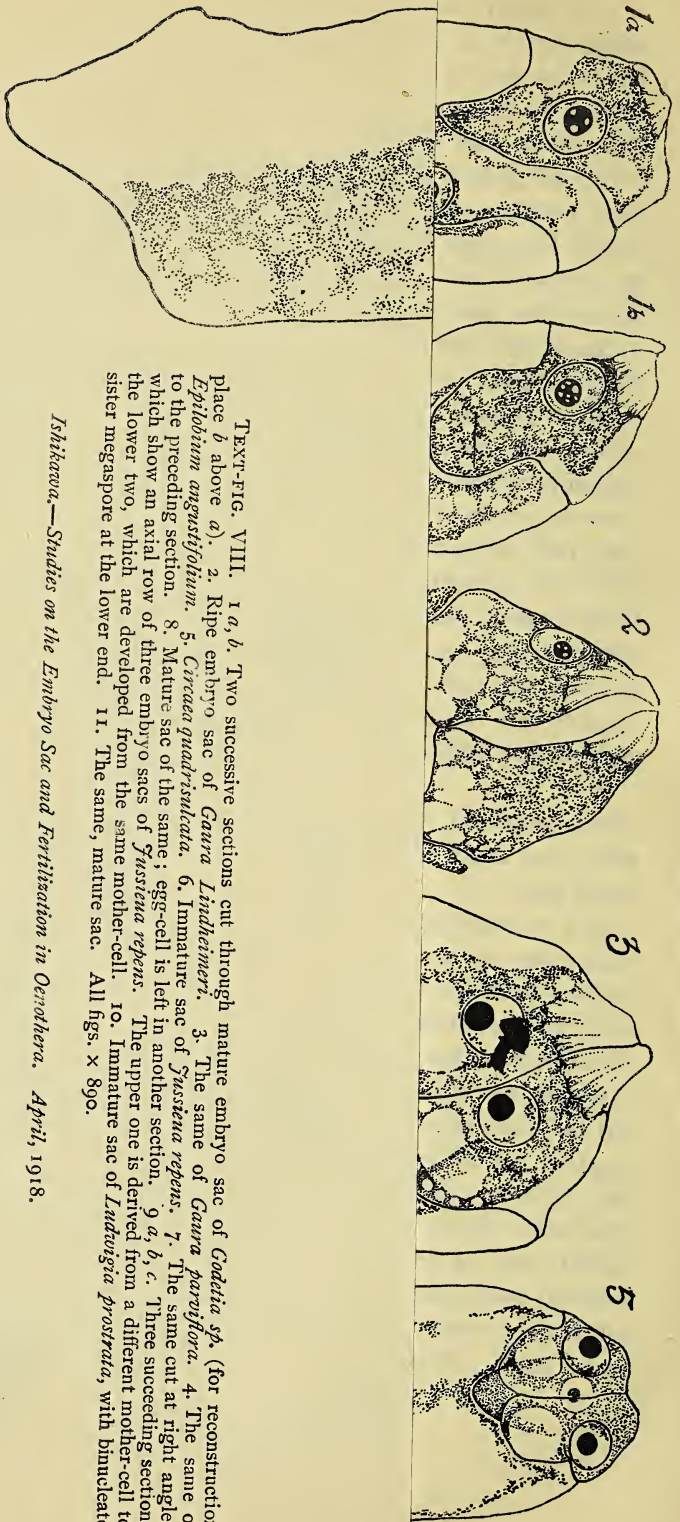 1a
1b
2
3
5
TEXT-FIG. VIII. 1 a, b. Two successive sections cut through mature embryo sac of Godetia sp. (for reconstruction
place b above a). 2. Ripe embryo sac of Gaura Lindheimeri. 3. The same of Gaura parviflora. 4. The same o
Epilobium angustifolium. 5. Circaea quadrisulcata. 6. Immature sac of Jussieua repens. 7. The same cut at right angle
to the preceding section. 8. Mature sac of the same; egg-cell is left in another section. 9 a, b, c. Three succeeding section
which show an axial row of three embryo sacs of Jussieua repens. The upper one is derived from a different mother-cell to
the lower two, which are developed from the same mother-cell. 10. Immature sac of Ludwigia prostrata, with binucleate
sister megaspore at the lower end. 11. The same, mature sac. All figs. × 890.
Ishikawa.—Studies on the Embryo Sac and Fertilization in Oenothera. April, 1918.